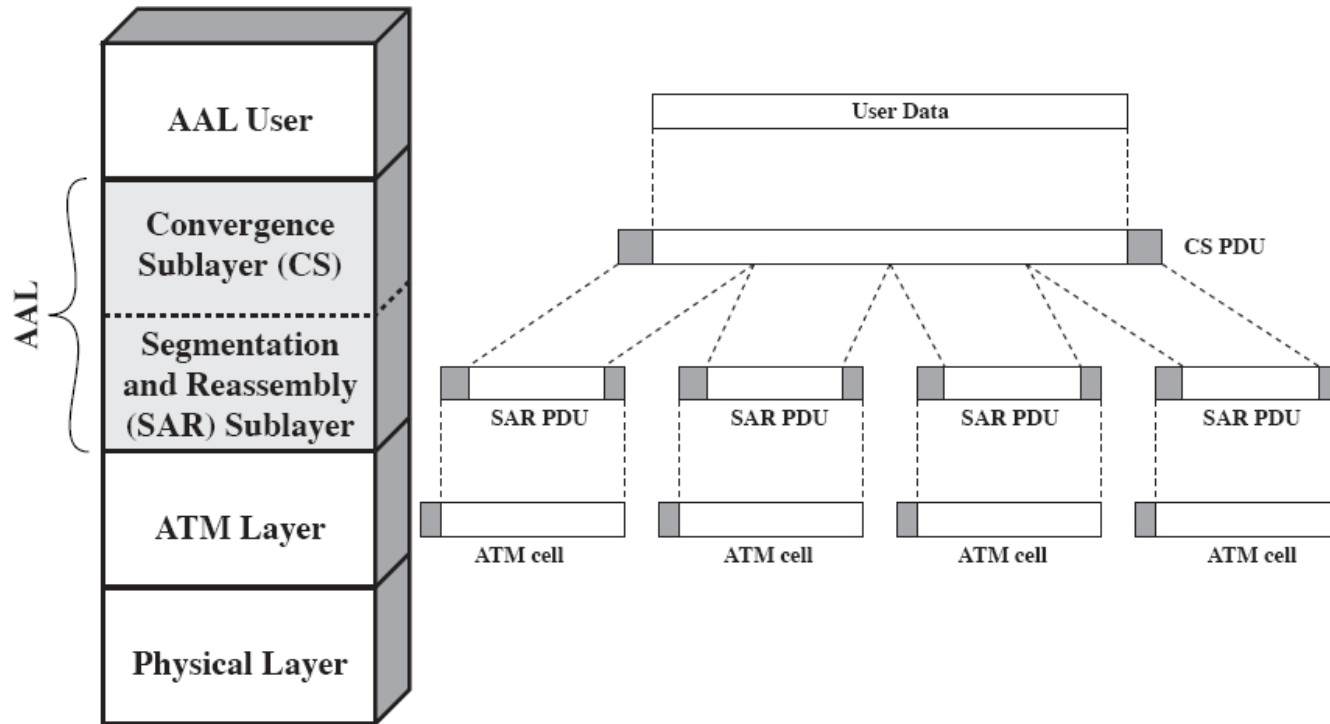 AAL User
Convergence
Sublayer (CS)
AAL
Segmentation
and Reassembly
(SAR) Sublayer
ATM Layer
Physical Layer
User Data
CS PDU
SAR PDU
SAR PDU
SAR PDU
SAR PDU
ATM cell
ATM cell
ATM cell
ATM cell